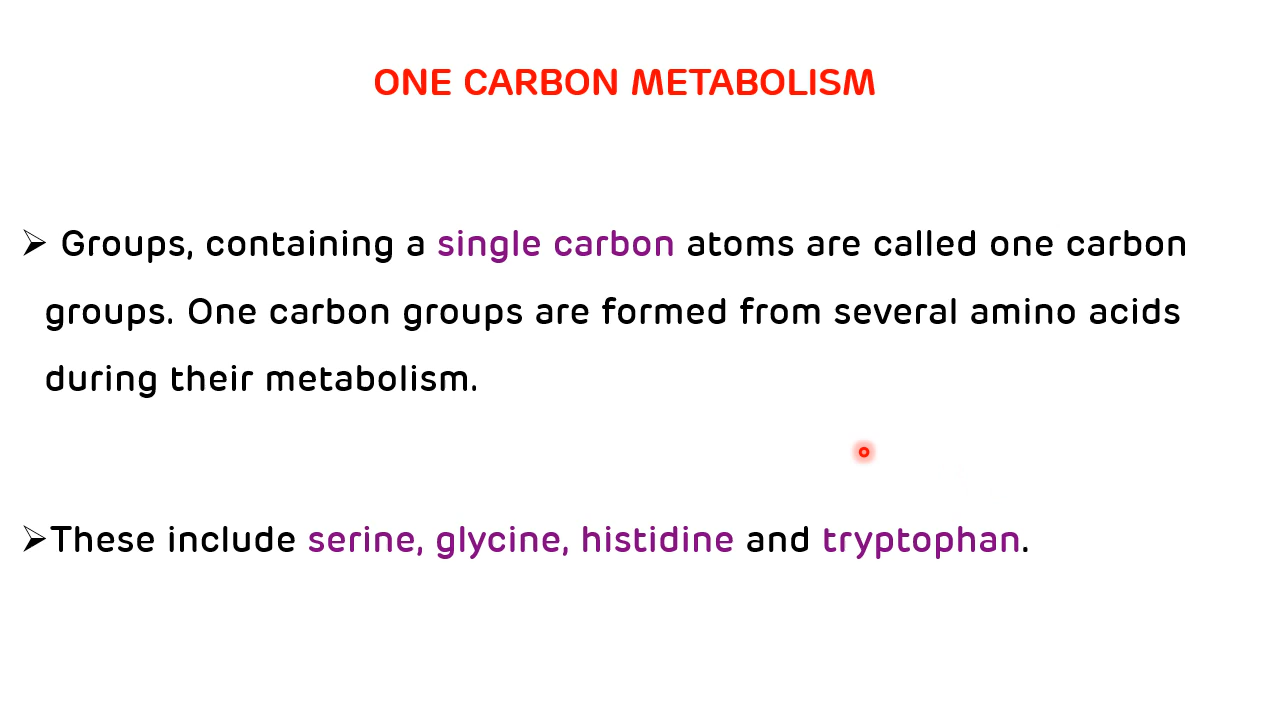 ONE CARBON METABOLISM
➢ Groups, containing a single carbon atoms are called one carbon
groups. One carbon groups are formed from several amino acids
during their metabolism.
➢These include serine, glycine, histidine and tryptophan.